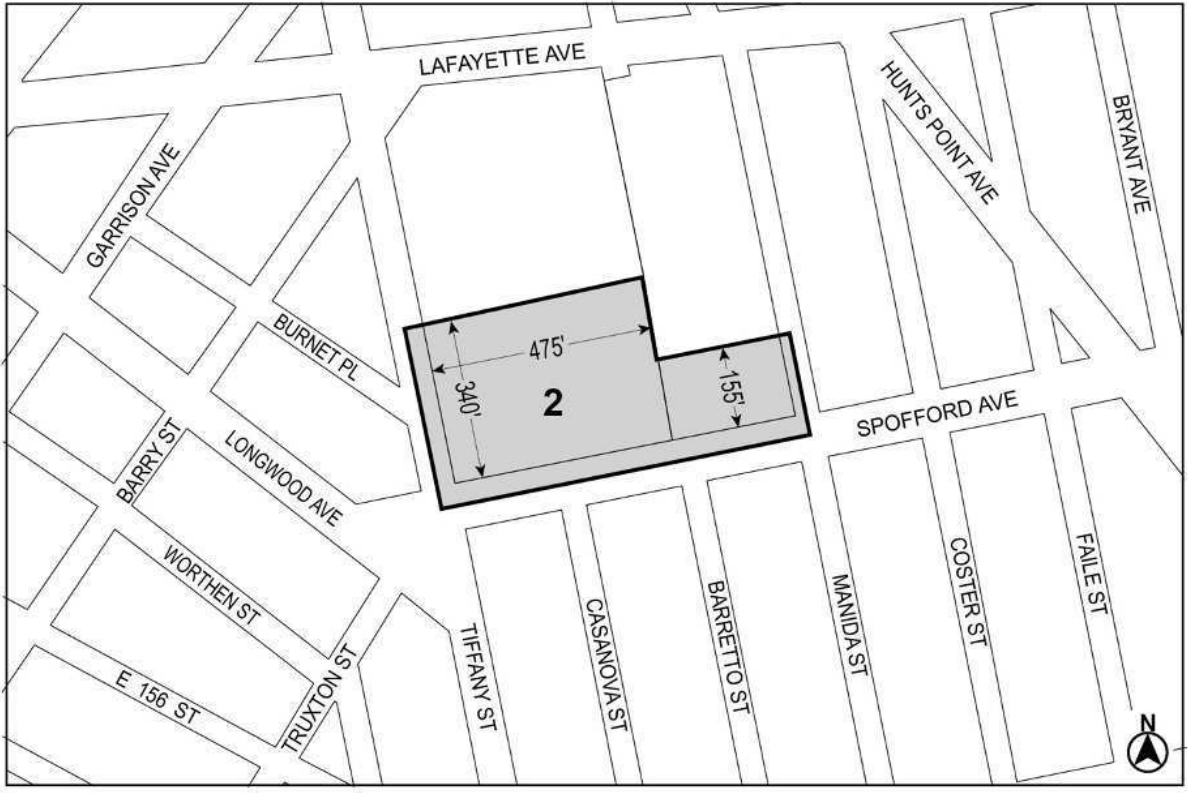 LAFAYETTE AVE
HUNTS POINT AVE
BRYANT AVE
GARRISON AVE
BURNET PL
475'
340'
2
155'
SPOFFORD AVE
BARRY ST
LONGWOOD AVE
WORTHEN ST
E 156 ST
TRUXTON ST
TIFFANY ST
CASANOVA ST
BARRETTO ST
MANIDA ST
COSTER ST
FAILE ST
N